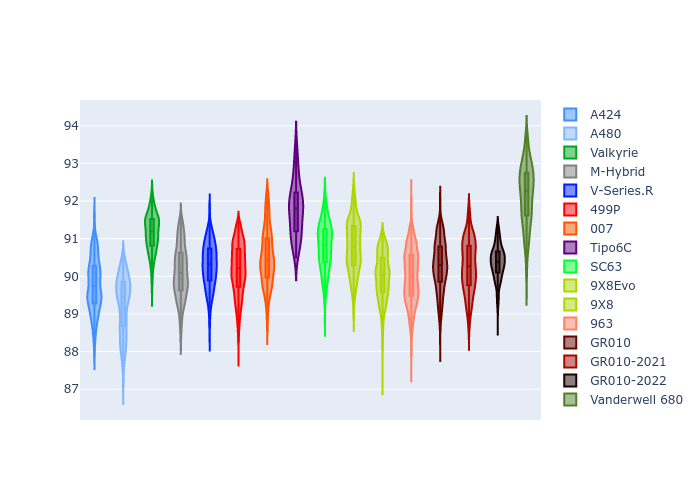 94
93
92
91
90
89
88
87
A424
A480
Valkyrie
M-Hybrid
V-Series.R
499P
007
Tipo6C
SC63
9X8Evo
9X8
963
GR010
GR010-2021
GR010-2022
Vanderwell 680